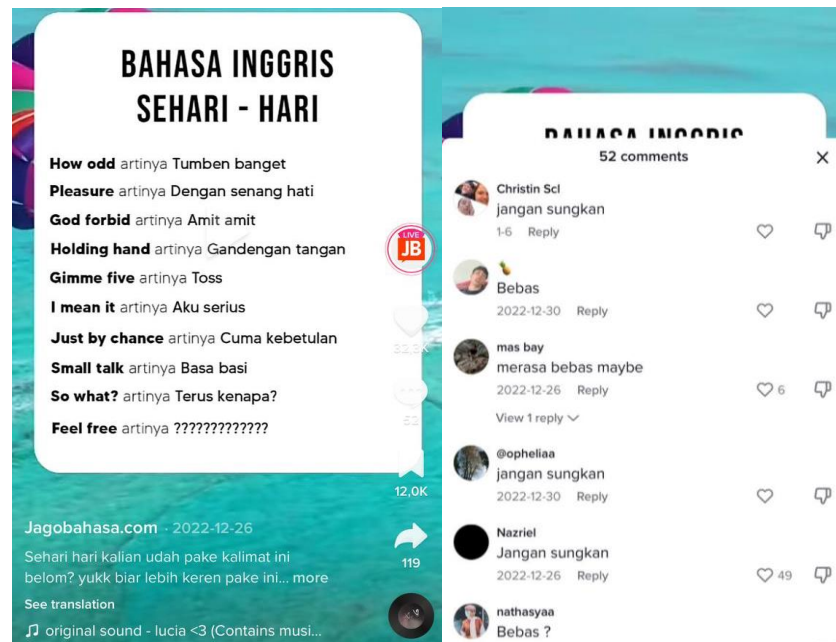 BAHASA INGGRIS
SEHARI - HARI
How odd artinya Tumben banget
Pleasure artinya Dengan senang hati
God forbid artinya Amit amit
Holding hand artinya Gandengan tangan
Gimme five artinya Toss
I mean it artinya Aku serius
Just by chance artinya Cuma kebetulan
Small talk artinya Basa basi
So what? artinya Terus kenapa?
Feel free artinya ?????????????
LIVE
JB
32,3K
52
12,0K
119
Jagobahasa.com · 2022-12-26
Sehari hari kalian udah pake kalimat ini
belom? yukk biar lebih keren pake ini... more
See translation
original sound - lucia <3 (Contains musi...
BAHASA INGGRIS
52 comments
Christin Scl
jangan sungkan
1-6 Reply
Bebas
2022-12-30 Reply
mas bay
merasa bebas maybe
2022-12-26 Reply 6
View 1 reply
@opheliaa
jangan sungkan
2022-12-30 Reply
Nazriel
Jangan sungkan
2022-12-26 Reply 49
nathasyaa
Bebas ?